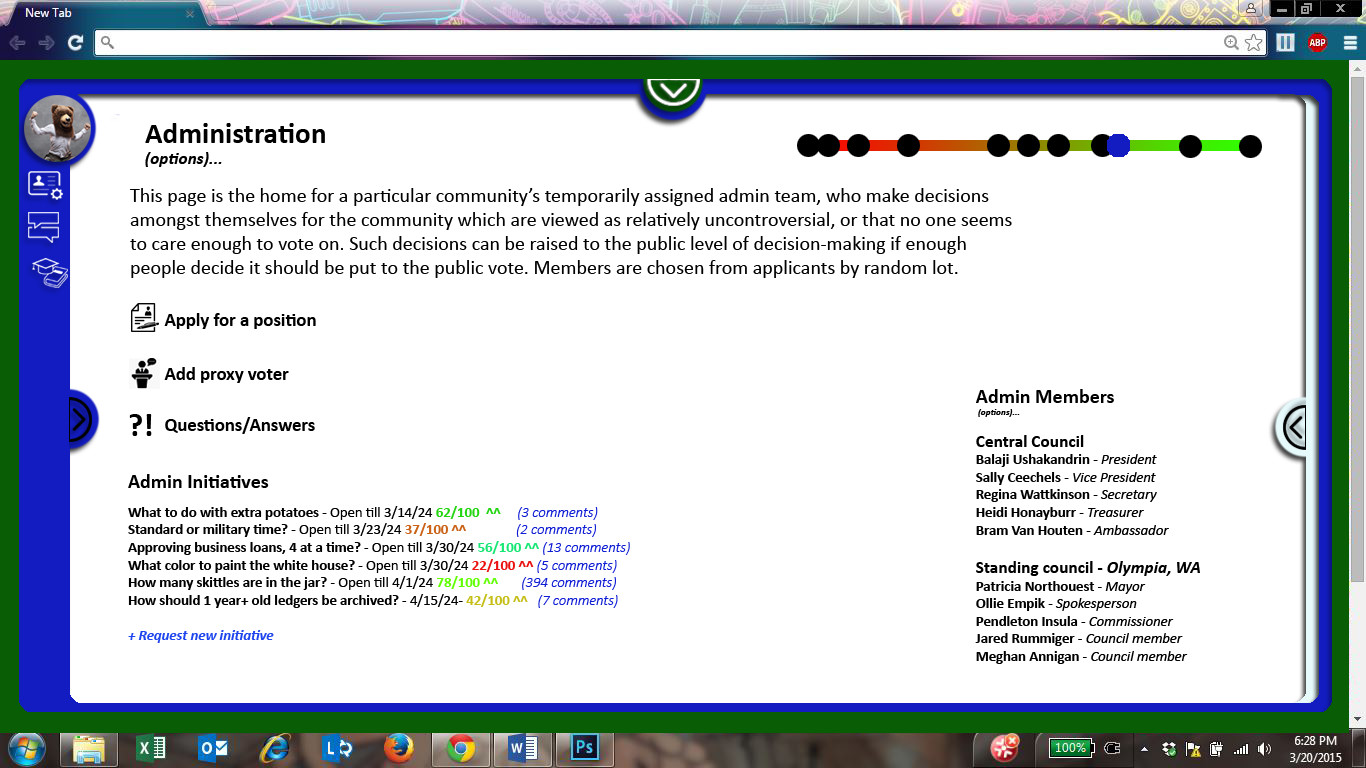 New Tab
ABP
Administration
(options)...
This page is the home for a particular community's temporarily assigned admin team, who make decisions
amongst themselves for the community which are viewed as relatively uncontroversial, or that no one seems
to care enough to vote on. Such decisions can be raised to the public level of decision-making if enough
people decide it should be put to the public vote. Members are chosen from applicants by random lot.
Apply for a position
Add proxy voter
?! Questions/Answers
Admin Initiatives
What to do with extra potatoes - Open till 3/14/24 62/100 ^^ (3 comments)
Standard or military time? - Open till 3/23/24 37/100 ^^ (2 comments)
Approving business loans, 4 at a time? - Open till 3/30/24 56/100 ^^ (13 comments)
What color to paint the white house? - Open till 3/30/24 22/100 ^^ (5 comments)
How many skittles are in the jar? - Open till 4/1/24 78/100 ^^ (394 comments)
How should 1 year+ old ledgers be archived? - 4/15/24- 42/100 ^^ (7 comments)
+ Request new initiative
Admin Members
(options)...
Central Council
Balaji Ushakandrin - President
Sally Ceechels - Vice President
Regina Wattkinson - Secretary
Heidi Honayburr - Treasurer
Bram Van Houten - Ambassador
Standing council - Olympia, WA
Patricia Northouest - Mayor
Ollie Empik - Spokesperson
Pendleton Insula - Commissioner
Jared Rummiger - Council member
Meghan Annigan - Council member
Ps
100%
6:28 PM
3/20/2015